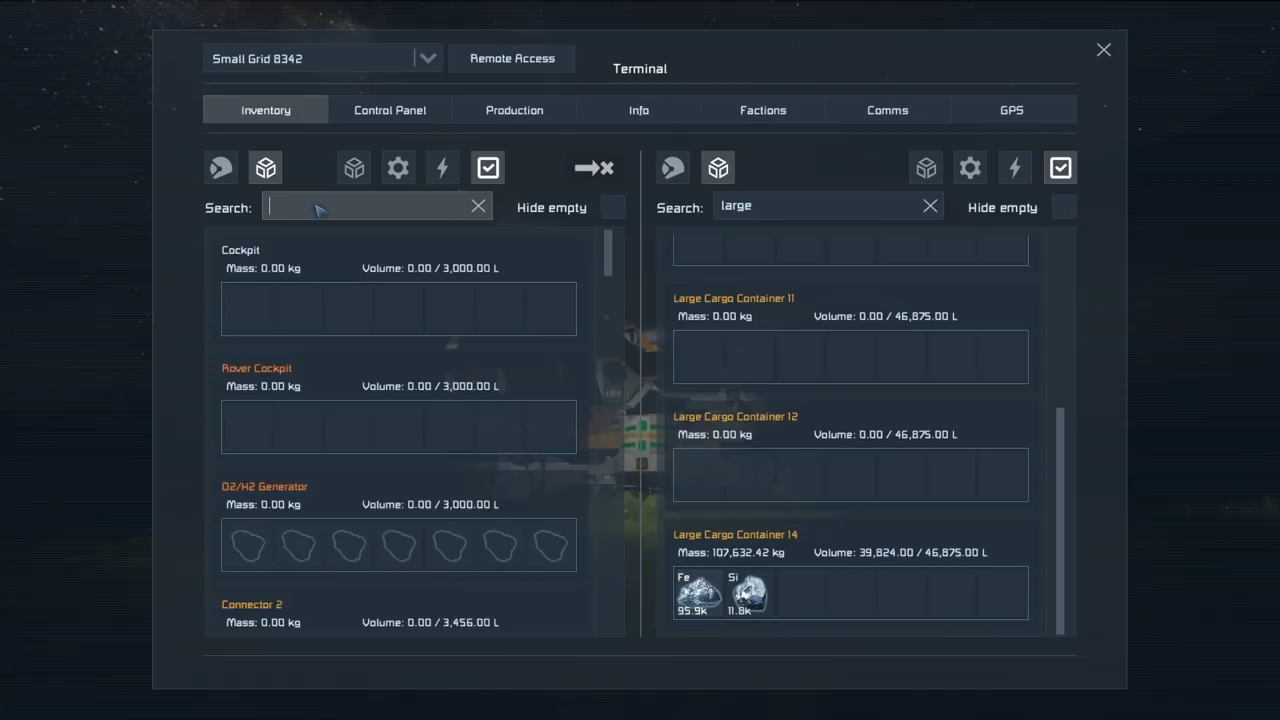 Small Grid 8342
Remote Access
Terminal
Inventory
Control Panel
Production
Info
Factions
Comms
GPS
Search:
Hide empty
Cockpit
Mass: 0.00 kg Volume: 0.00 / 3,000.00 L
Rover Cockpit
Mass: 0.00 kg Volume: 0.00 / 3,000.00 L
O2/H2 Generator
Mass: 0.00 kg Volume: 0.00 / 3,000.00 L
Connector 2
Mass: 0.00 kg Volume: 0.00 / 3,456.00 L
Search: large
Hide empty
Large Cargo Container 11
Mass: 0.00 kg Volume: 0.00 / 46,875.00 L
Large Cargo Container 12
Mass: 0.00 kg Volume: 0.00 / 46,875.00 L
Large Cargo Container 14
Mass: 107,632.42 kg Volume: 39,824.00 / 46,875.00 L
Fe Si
95.9k 11.8k